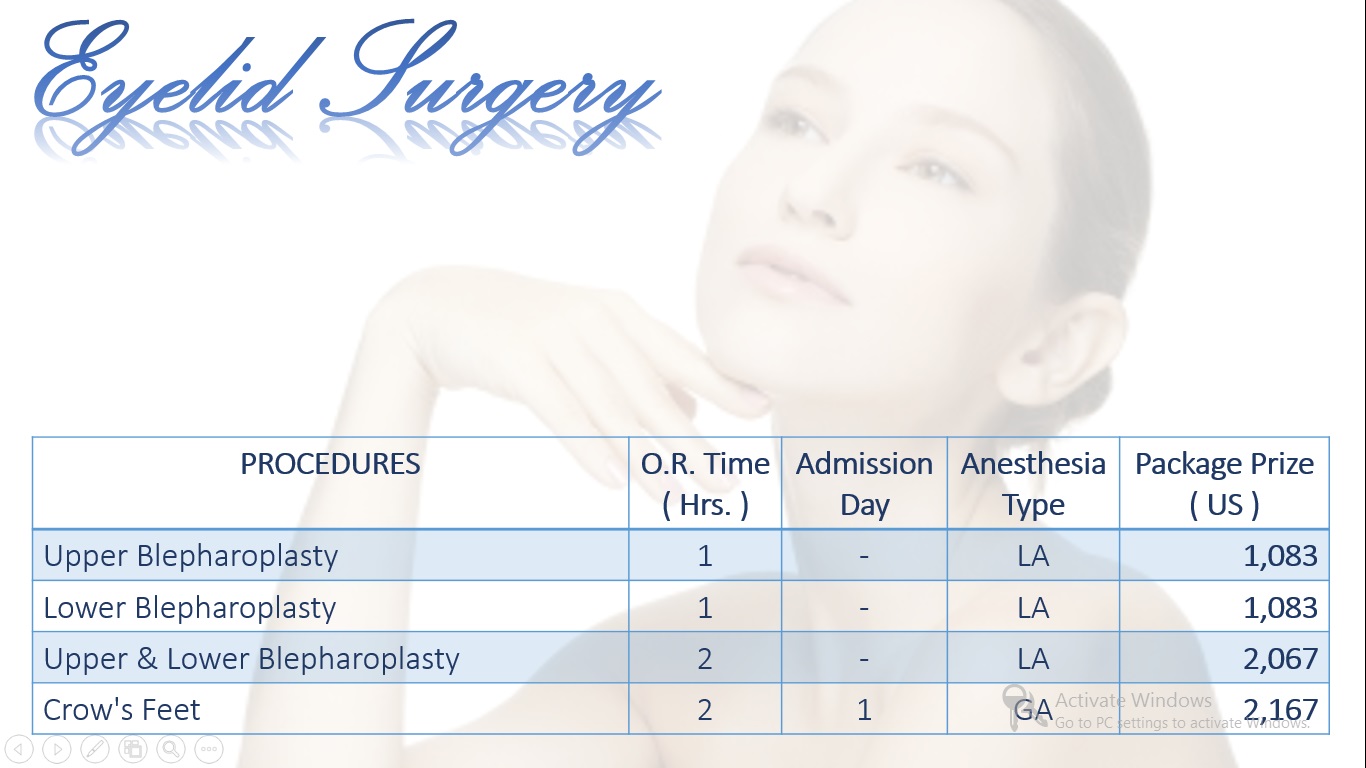 Eyelid Surgery
PROCEDURES O.R. Time ( Hrs. ) Admission Day Anesthesia Type Package Prize ( US )
Upper Blepharoplasty 1 - LA 1,083
Lower Blepharoplasty 1 - LA 1,083
Upper & Lower Blepharoplasty 2 - LA 2,067
Crow's Feet 2 1 GA 2,167
Activate Windows
Go to PC settings to activate Windows.